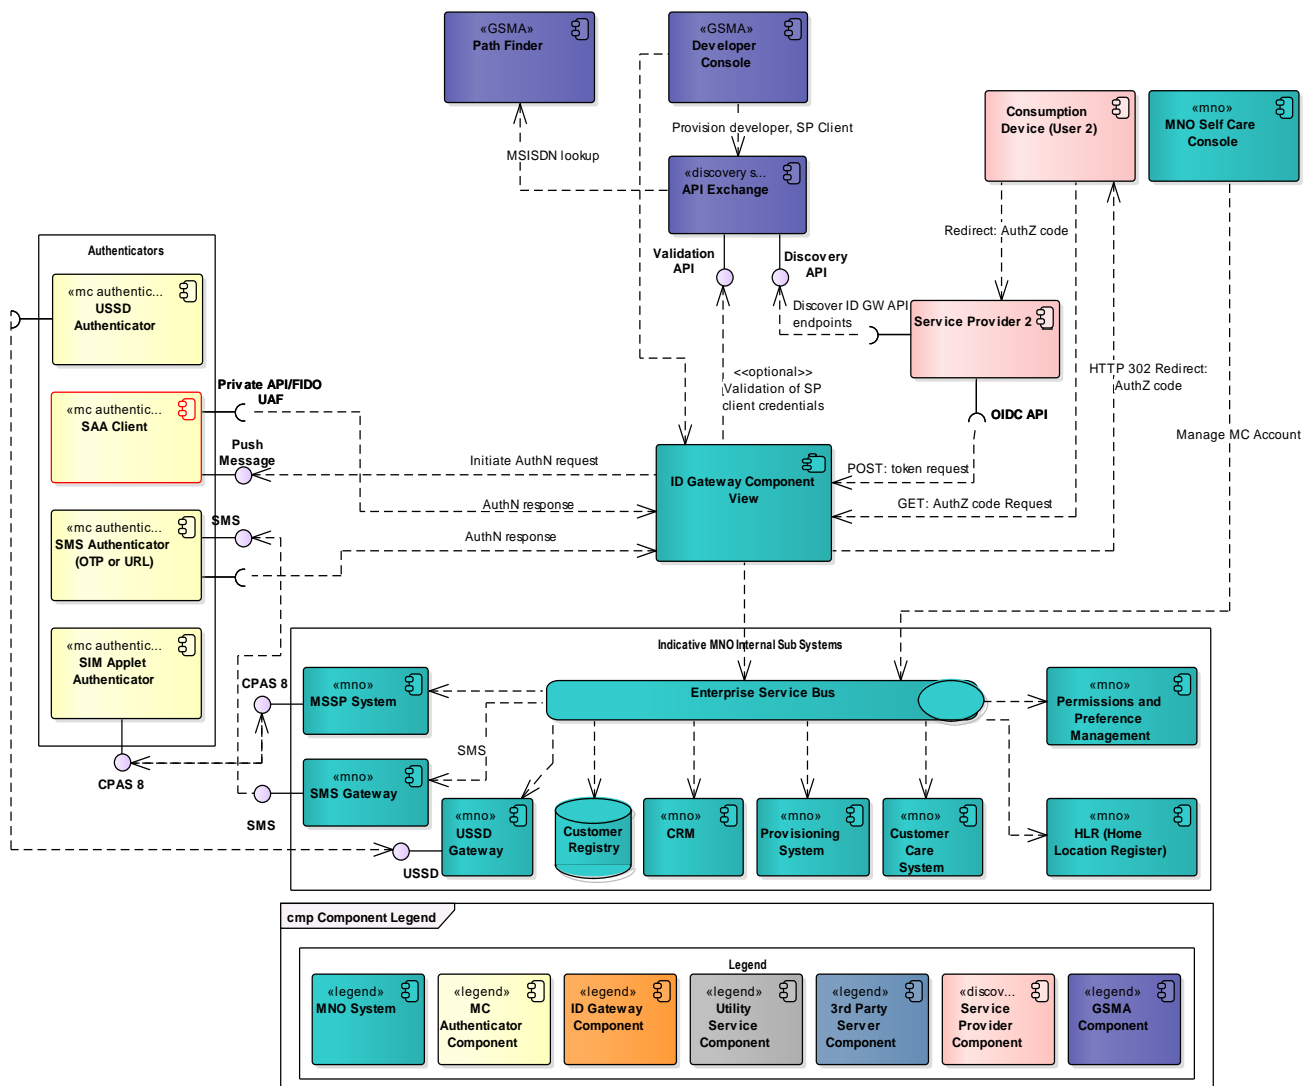 «GSMA»
Path Finder
«GSMA»
Developer
Console
Consumption
Device (User 2)
«mno»
MNO Self Care
Console
Provision developer, SP Client
MSISDN lookup
«discovery s...
API Exchange
Validation
API
Discovery
API
Redirect: AuthZ code
Discover ID GW API
endpoints
Service Provider 2
Authenticators
«mc authentic...
USSD
Authenticator
<<optional>>
Validation of SP
client credentials
HTTP 302 Redirect:
AuthZ code
Private API/FIDO
UAF
«mc authentic...
SAA Client
OIDC API
Manage MC Account
Push
Message
Initiate AuthN request
ID Gateway Component
View
POST: token request
GET: AuthZ code Request
AuthN response
SMS
«mc authentic...
SMS Authenticator
(OTP or URL)
AuthN response
«mc authentic...
SIM Applet
Authenticator
Indicative MNO Internal Sub Systems
CPAS 8
«mno»
MSSP System
Enterprise Service Bus
«mno»
Permissions and
Preference
Management
SMS
CPAS 8
«mno»
SMS Gateway
SMS
«mno»
USSD
Gateway
USSD
Customer
Registry
«mno»
CRM
«mno»
Provisioning
System
«mno»
Customer
Care
System
«mno»
HLR (Home
Location Register)
cmp Component Legend
Legend
«legend»
MNO System
«legend»
MC
Authenticator
Component
«legend»
ID Gateway
Component
«legend»
Utility
Service
Component
«legend»
3rd Party
Server
Component
«discov...
Service
Provider
Component
«legend»
GSMA
Component